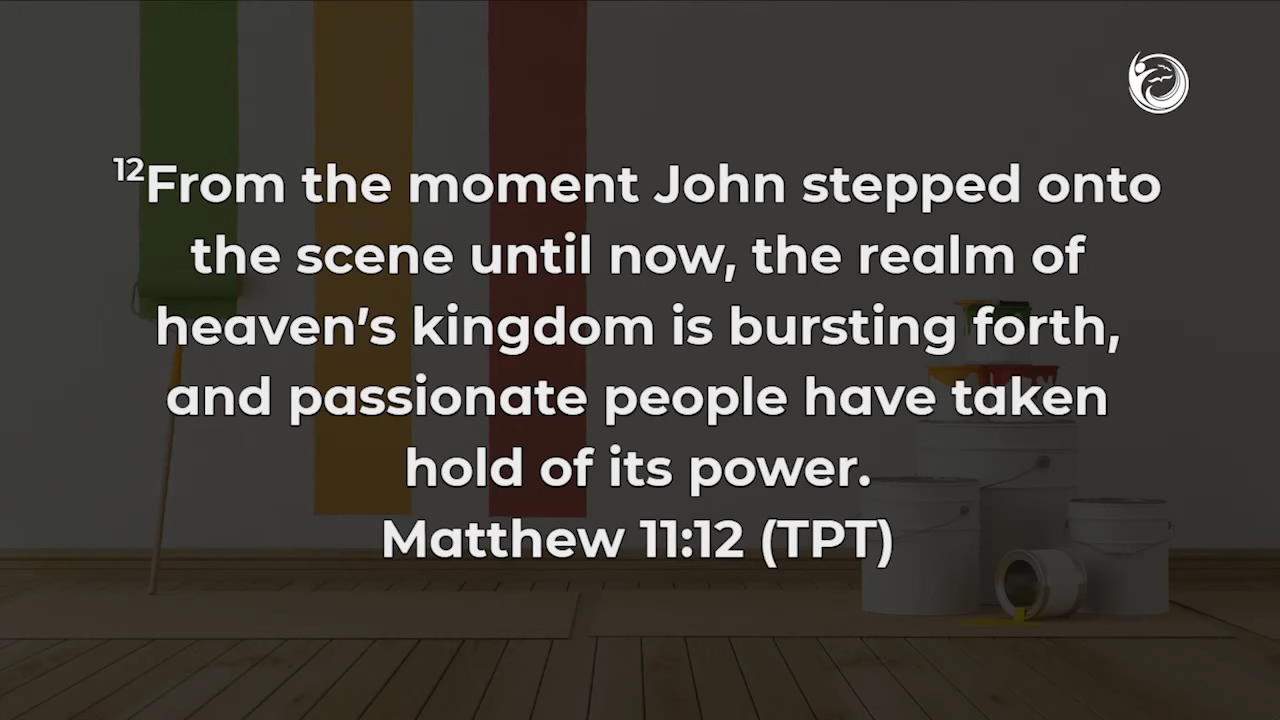 ¹²From the moment John stepped onto
the scene until now, the realm of
heaven's kingdom is bursting forth,
and passionate people have taken
hold of its power.
Matthew 11:12 (TPT)